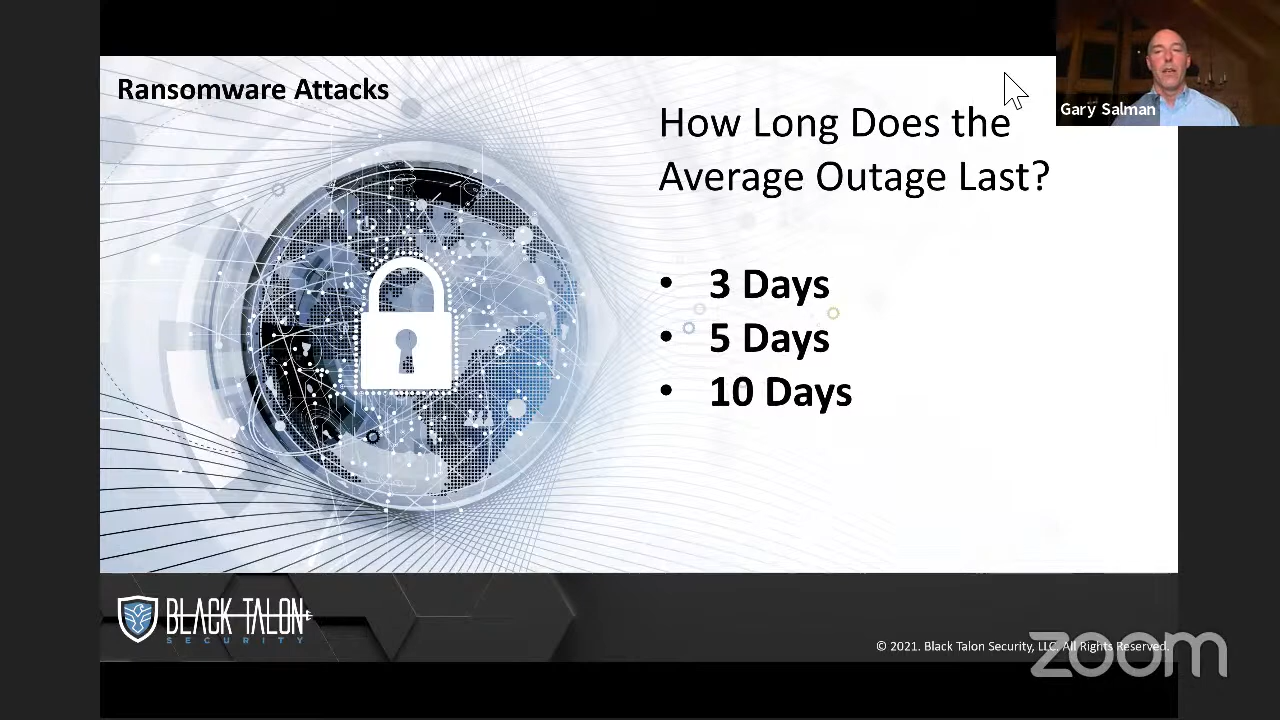 Ransomware Attacks
How Long Does the
Average Outage Last?
• 3 Days
• 5 Days
• 10 Days
Gary Salman
BLACK TALON
SECURITY
© 2021. Black Talon Security, LLC. All Rights Reserved.
zoom